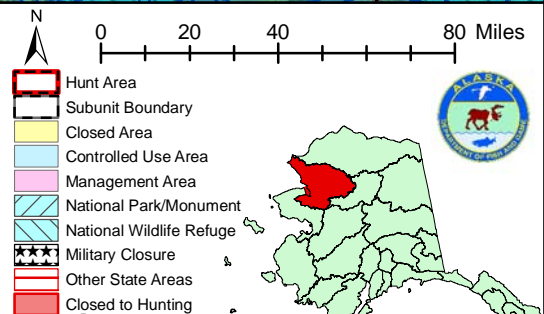 N
0 20 40 80 Miles
Hunt Area
Subunit Boundary
Closed Area
Controlled Use Area
Management Area
National Park/Monument
National Wildlife Refuge
Military Closure
Other State Areas
Closed to Hunting
ALASKA
DEPARTMENT OF FISH AND GAME